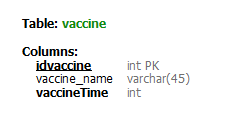 Table: vaccine
Columns:
idvaccine int PK
vaccine_name varchar(45)
vaccineTime int